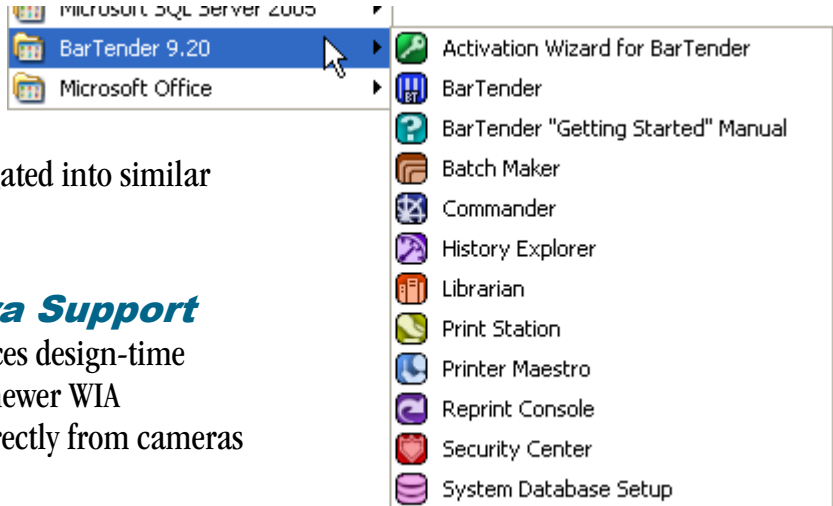 Microsoft SQL Server 2005
BarTender 9.20
Microsoft Office
Activation Wizard for BarTender
BarTender
BarTender "Getting Started" Manual
Batch Maker
Commander
History Explorer
Librarian
Print Station
Printer Maestro
Reprint Console
Security Center
System Database Setup
ated into similar
a Support
ces design-time
newer WIA
rectly from cameras